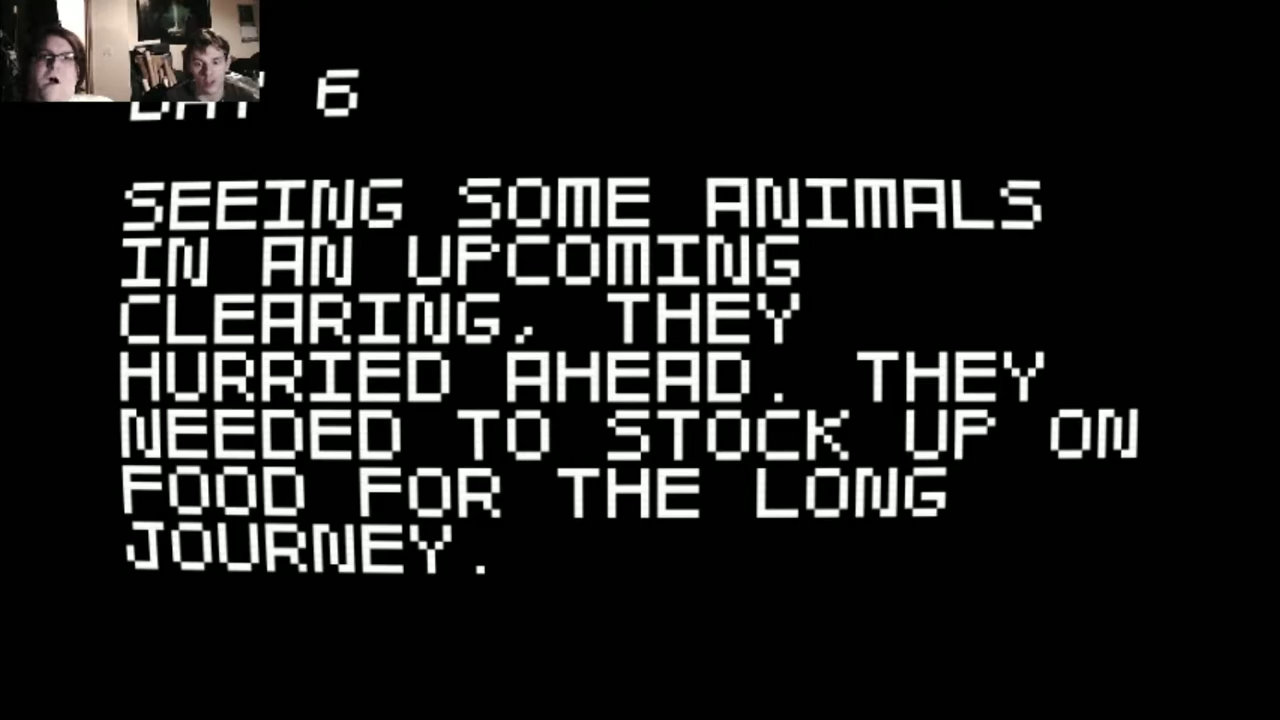 DAY 6
SEEING SOME ANIMALS
IN AN UPCOMING
CLEARING, THEY
HURRIED AHEAD. THEY
NEEDED TO STOCK UP ON
FOOD FOR THE LONG
JOURNEY.